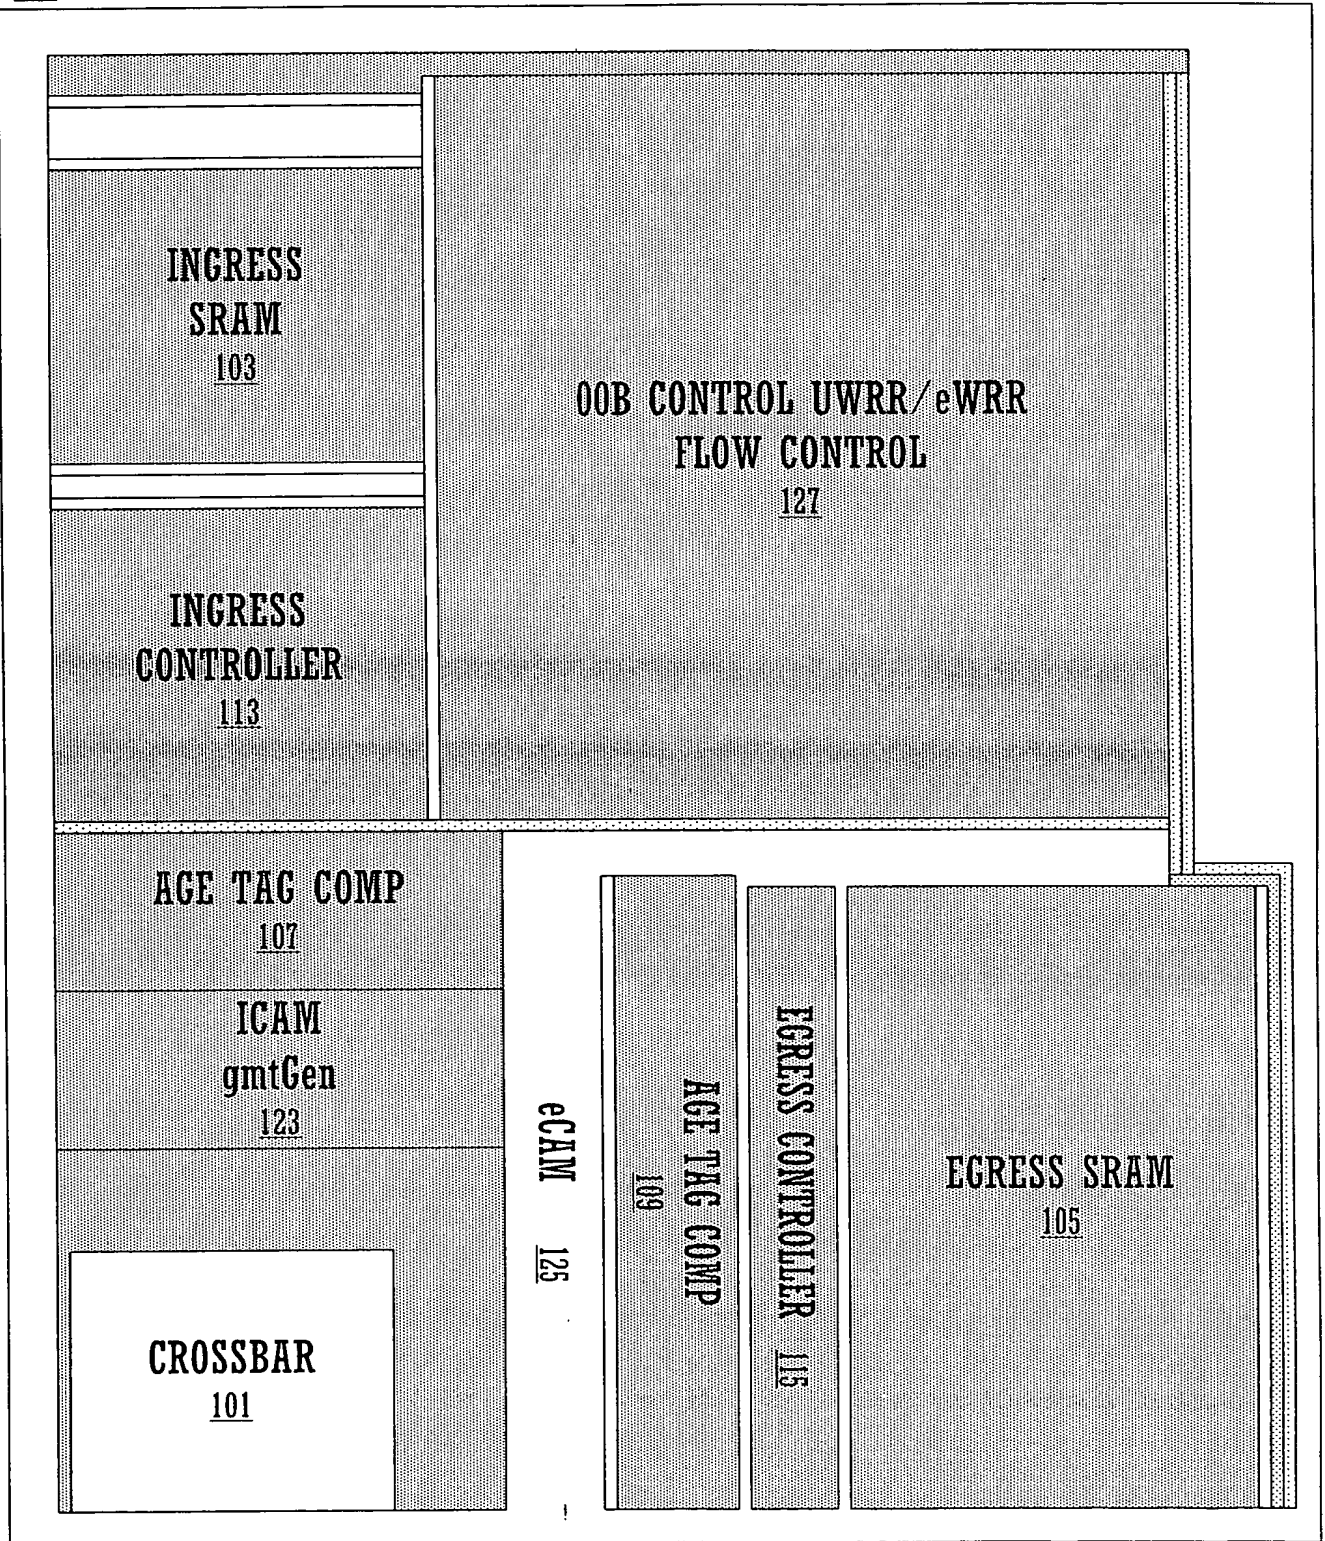 INGRESS
SRAM
103
OOB CONTROL UWRR/eWRR
FLOW CONTROL
127
INGRESS
CONTROLLER
113
AGE TAG COMP
107
ICAM
gmtGen
123
CROSSBAR
101
eCAM 125
AGE TAG COMP
109
EGRESS CONTROLLER 115
EGRESS SRAM
105